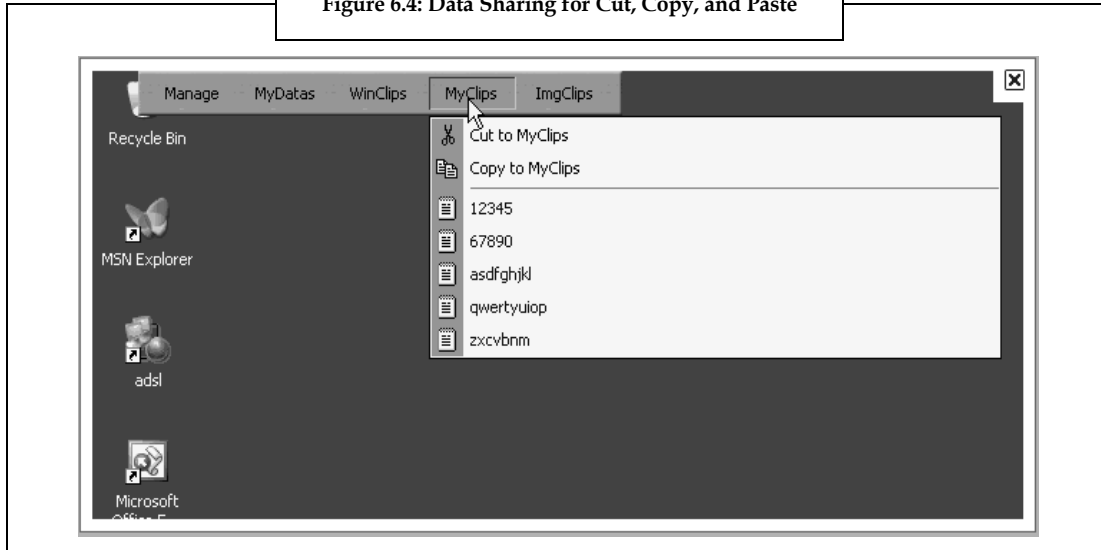 Figure 6.4: Data Sharing for Cut, Copy, and Paste
Manage MyDatas WinClips MyClips ImgClips
Recycle Bin
Cut to MyClips
Copy to MyClips
12345
67890
MSN Explorer
asdfghjkl
qwertyuiop
zxcvbnm
adsl
Microsoft
Office